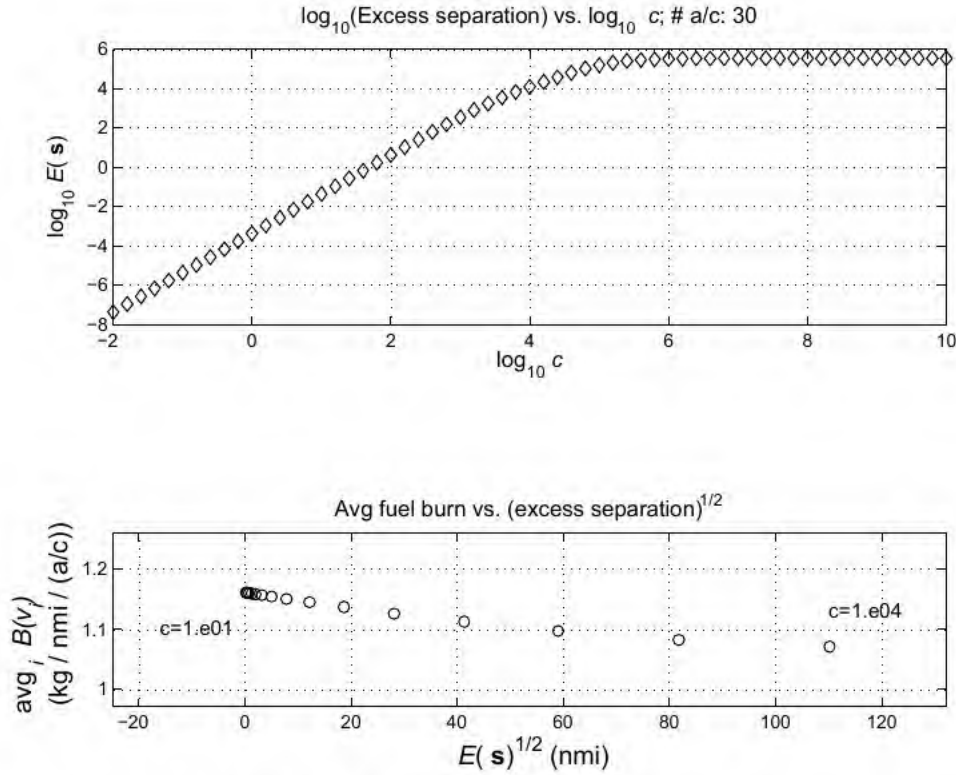 log₁₀(Excess separation) vs. log₁₀ c; # a/c: 30
6
4
2
0
−2
−4
−6
−8
log₁₀ E( s)
−2 0 2 4 6 8 10
log₁₀ c
Avg fuel burn vs. (excess separation)^1/2
avgᵢ B(vᵢ)
(kg / nmi / (a/c))
1.2
1.1
1
c=1.e01
c=1.e04
−20 0 20 40 60 80 100 120
E( s)^1/2 (nmi)